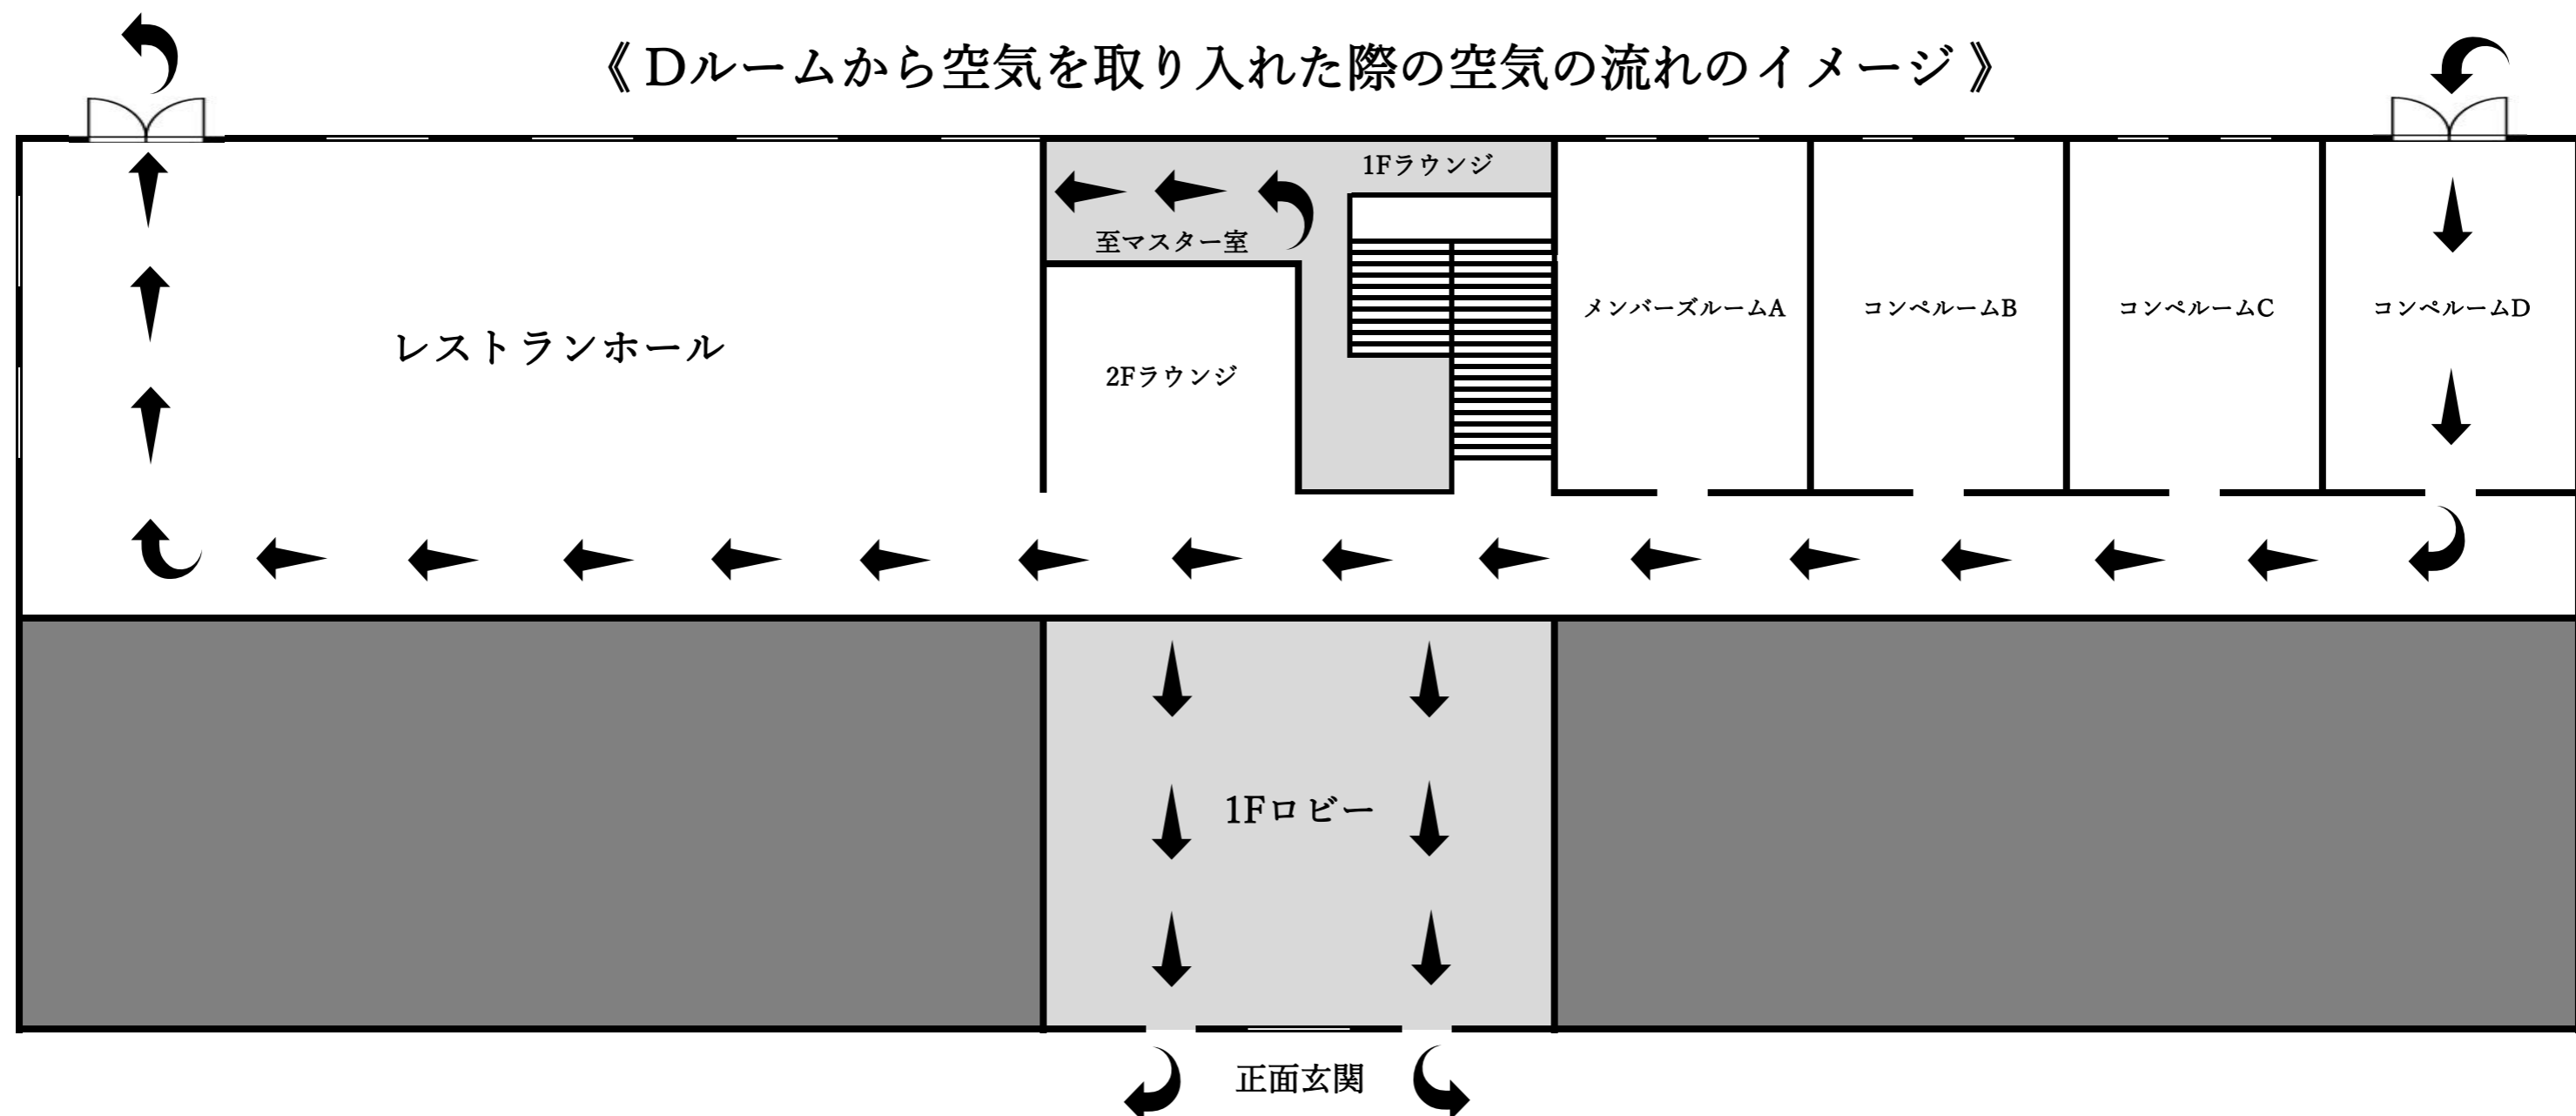 《 Dルームから空気を取り入れた際の空気の流れのイメージ 》
1Fラウンジ
至マスター室
レストランホール
2Fラウンジ
メンバーズルームA
コンペルームB
コンペルームC
コンペルームD
1Fロビー
正面玄関